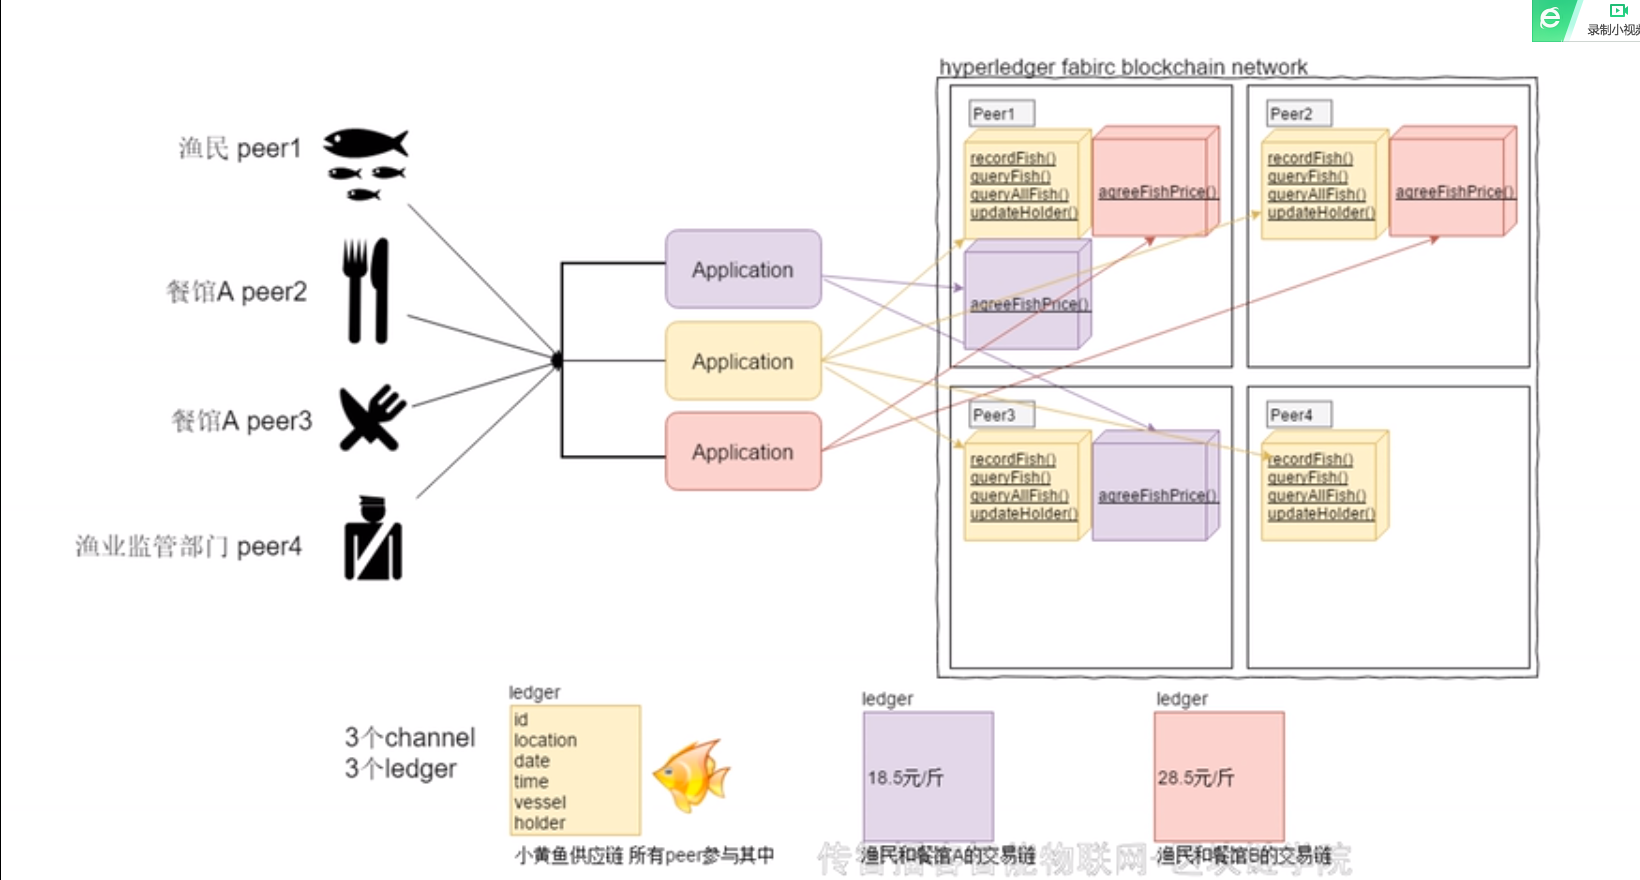 录制小视频
hyperledger fabirc blockchain network
渔民 peer1
餐馆A peer2
餐馆A peer3
渔业监管部门 peer4
Application
Application
Application
Peer1
recordFish()
queryFish()
queryAllFish()
updateHolder()
agreeFishPrice()
agreeFishPrice()
Peer2
recordFish()
queryFish()
queryAllFish()
updateHolder()
agreeFishPrice()
Peer3
recordFish()
queryFish()
queryAllFish()
updateHolder()
agreeFishPrice()
Peer4
recordFish()
queryFish()
queryAllFish()
updateHolder()
3个channel
3个ledger
ledger
id
location
date
time
vessel
holder
小黄鱼供应链 所有peer参与其中
ledger
18.5元/斤
渔民和餐馆A的交易链
ledger
28.5元/斤
渔民和餐馆B的交易链
传智播客智能物联网+区块链学院